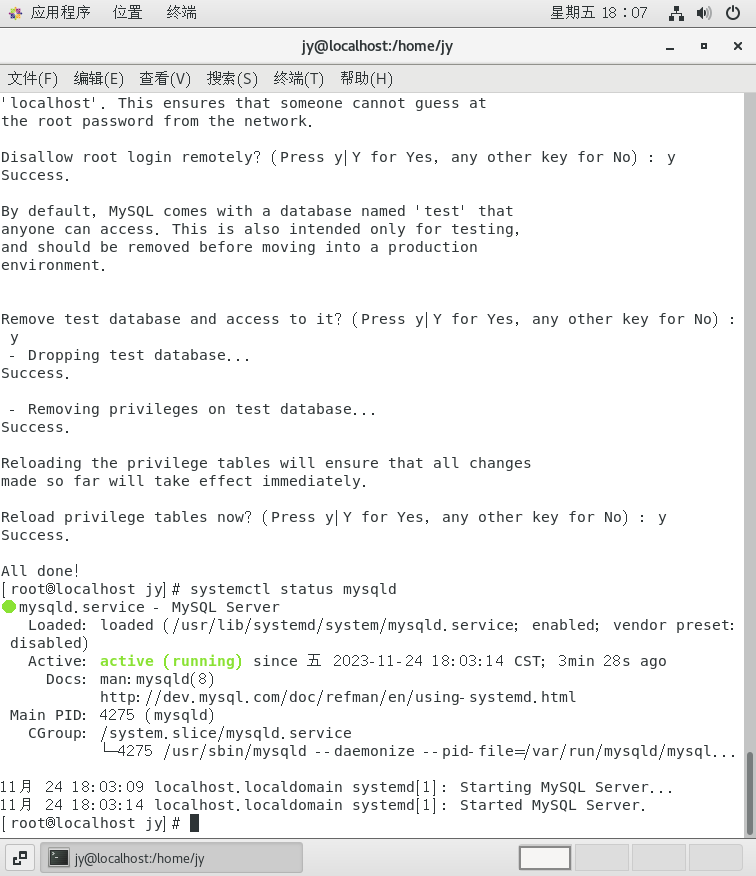 应用程序 位置 终端 星期五 18：07
jy@localhost:/home/jy
文件(F) 编辑(E) 查看(V) 搜索(S) 终端(T) 帮助(H)
'localhost'. This ensures that someone cannot guess at
the root password from the network.
Disallow root login remotely? (Press y|Y for Yes, any other key for No) : y
Success.
By default, MySQL comes with a database named 'test' that
anyone can access. This is also intended only for testing,
and should be removed before moving into a production
environment.
Remove test database and access to it? (Press y|Y for Yes, any other key for No) :
y
- Dropping test database...
Success.
- Removing privileges on test database...
Success.
Reloading the privilege tables will ensure that all changes
made so far will take effect immediately.
Reload privilege tables now? (Press y|Y for Yes, any other key for No) : y
Success.
All done!
[root@localhost jy]# systemctl status mysqld
mysqld.service - MySQL Server
Loaded: loaded (/usr/lib/systemd/system/mysqld.service; enabled; vendor preset:
disabled)
Active: active (running) since 五 2023-11-24 18:03:14 CST; 3min 28s ago
Docs: man:mysqld(8)
http://dev.mysql.com/doc/refman/en/using-systemd.html
Main PID: 4275 (mysqld)
CGroup: /system.slice/mysqld.service
└─4275 /usr/sbin/mysqld --daemonize --pid-file=/var/run/mysqld/mysql...
11月 24 18:03:09 localhost.localdomain systemd[1]: Starting MySQL Server...
11月 24 18:03:14 localhost.localdomain systemd[1]: Started MySQL Server.
[root@localhost jy]#
jy@localhost:/home/jy